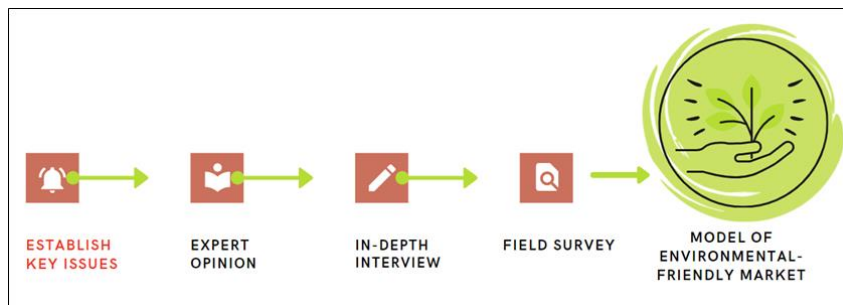 ESTABLISH
KEY ISSUES
EXPERT
OPINION
IN-DEPTH
INTERVIEW
FIELD SURVEY
MODEL OF
ENVIRONMENTAL-
FRIENDLY MARKET